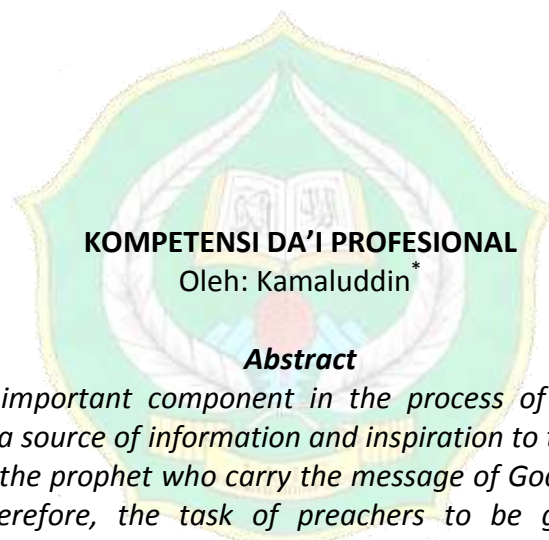 KOMPETENSI DA'I PROFESIONAL
Oleh: Kamaluddin*
Abstract
important component in the process of
a source of information and inspiration to
the prophet who carry the message of God
therefore, the task of preachers to be